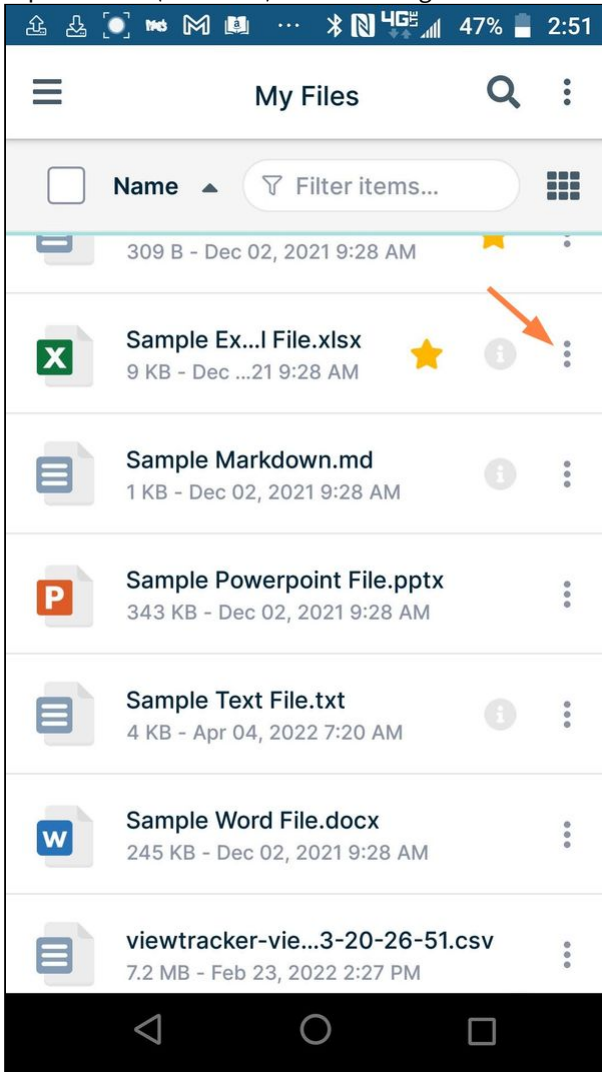 4G 47% 2:51
My Files
Name Filter items...
309 B - Dec 02, 2021 9:28 AM
X Sample Ex...l File.xlsx
9 KB - Dec ...21 9:28 AM
Sample Markdown.md
1 KB - Dec 02, 2021 9:28 AM
P Sample Powerpoint File.pptx
343 KB - Dec 02, 2021 9:28 AM
Sample Text File.txt
4 KB - Apr 04, 2022 7:20 AM
W Sample Word File.docx
245 KB - Dec 02, 2021 9:28 AM
viewtracker-vie...3-20-26-51.csv
7.2 MB - Feb 23, 2022 2:27 PM